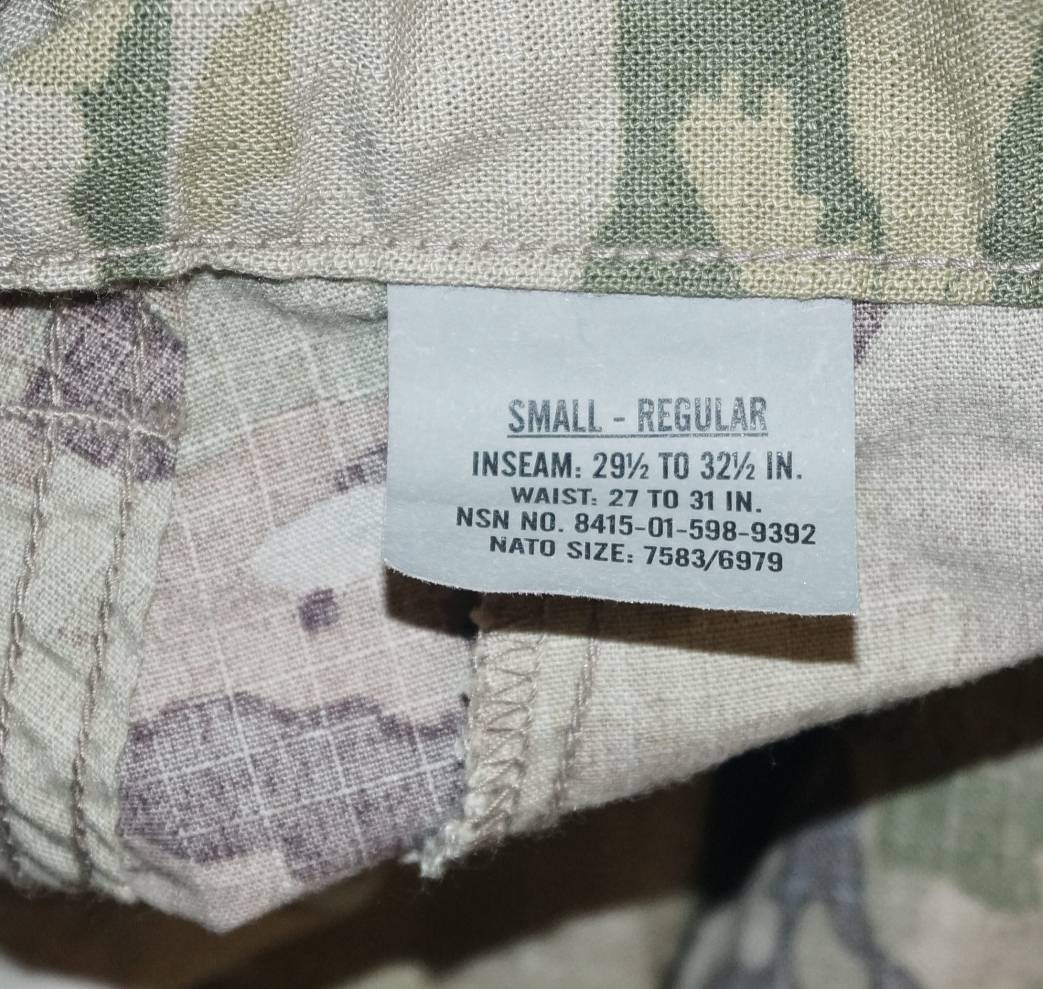 SMALL - REGULAR
INSEAM: 29½ TO 32½ IN.
WAIST: 27 TO 31 IN.
NSN NO. 8415-01-598-9392
NATO SIZE: 7583/6979